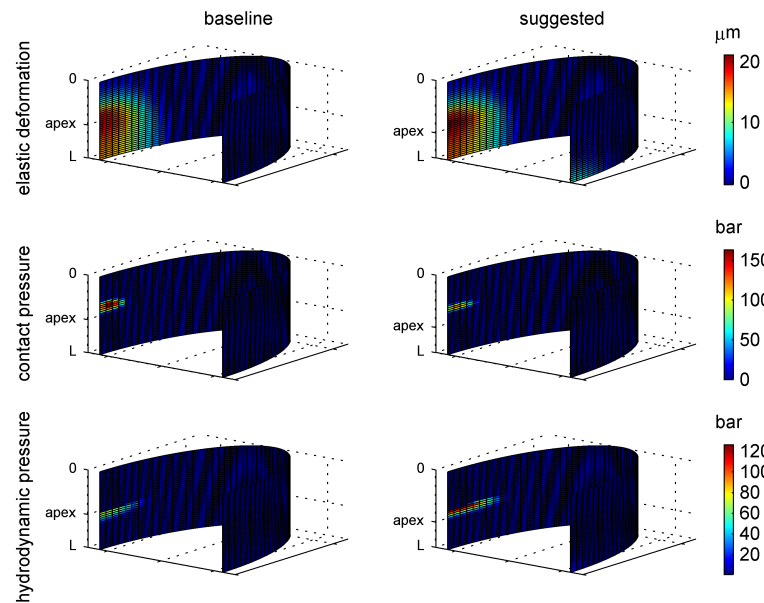 baseline
suggested
μm
elastic deformation
0
apex
L
0
apex
L
20
10
0
bar
contact pressure
0
apex
L
0
apex
L
150
100
50
0
bar
hydrodynamic pressure
0
apex
L
0
apex
L
120
100
80
60
40
20